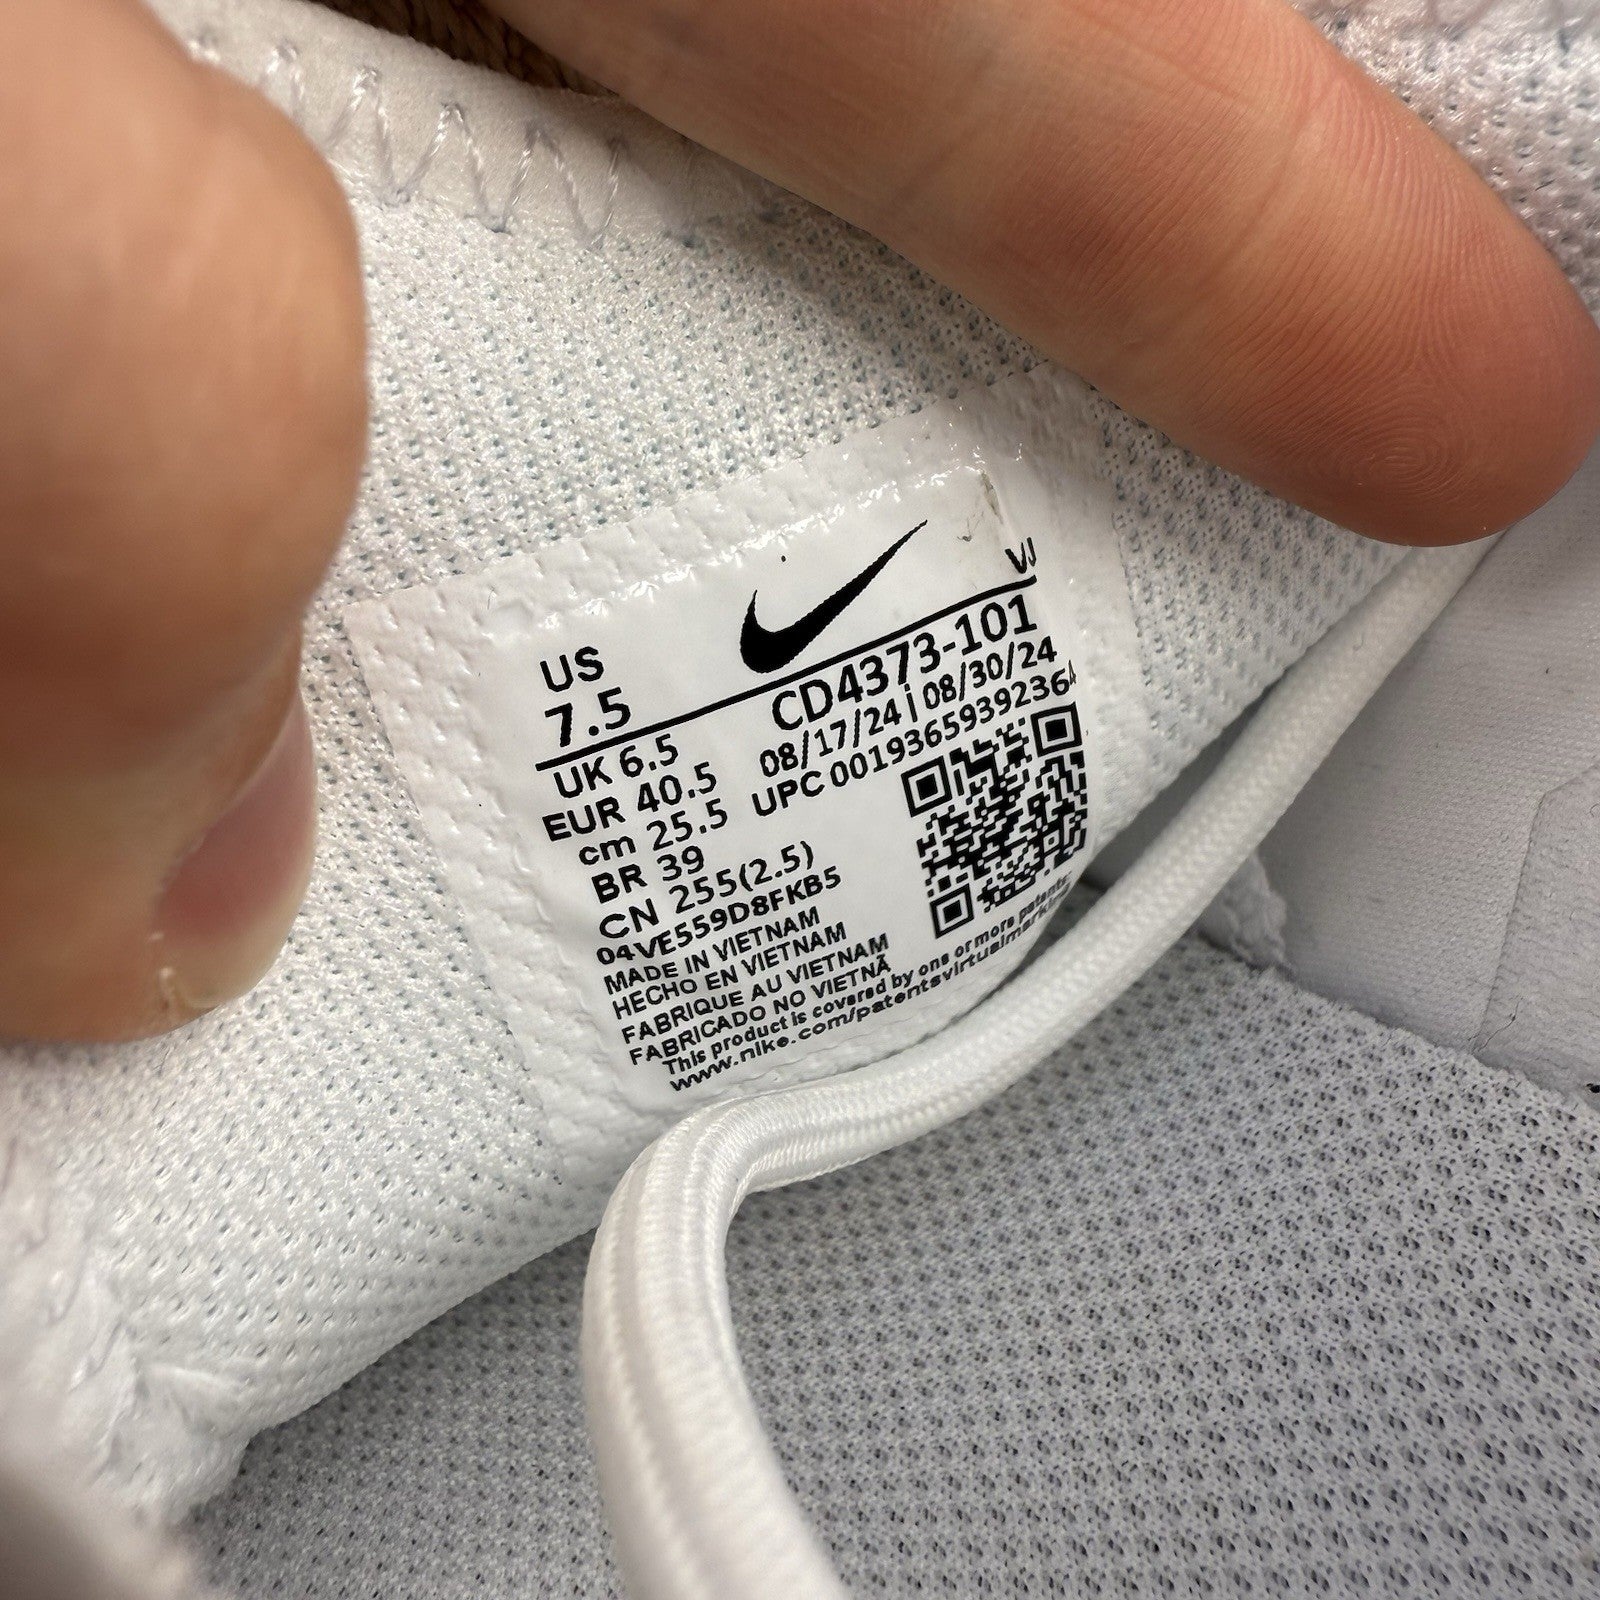 VJ
US
7.5
CD4373-101
08/17/24 | 08/30/24
UPC 00193659392364
UK 6.5
EUR 40.5
cm 25.5
BR 39
CN 255(2.5)
04VE559D8FKB5
MADE IN VIETNAM
HECHO EN VIETNAM
FABRIQUE AU VIETNAM
FABRICADO NO VIETNÃ
This product is covered by one or more patents
www.nike.com/patentsvirtualmarking